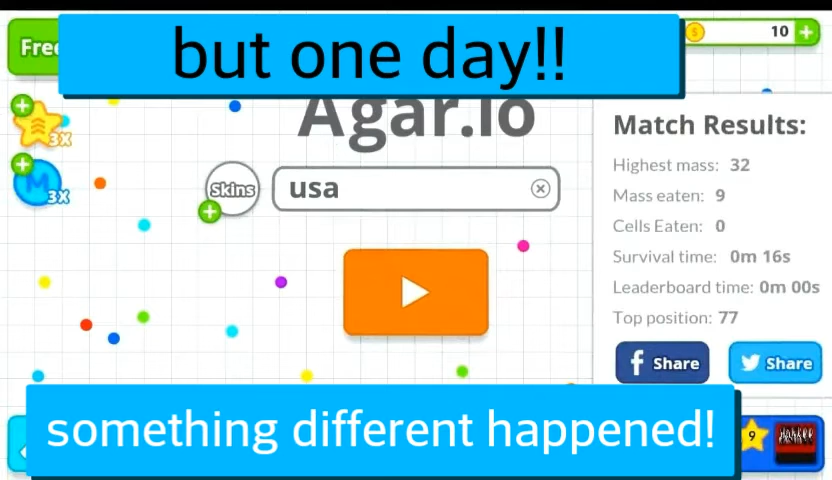 but one day!!
Free
10
Agar.io
3X
M
3X
Skins
usa
Match Results:
Highest mass: 32
Mass eaten: 9
Cells Eaten: 0
Survival time: 0m 16s
Leaderboard time: 0m 00s
Top position: 77
f Share
Share
something different happened!
9